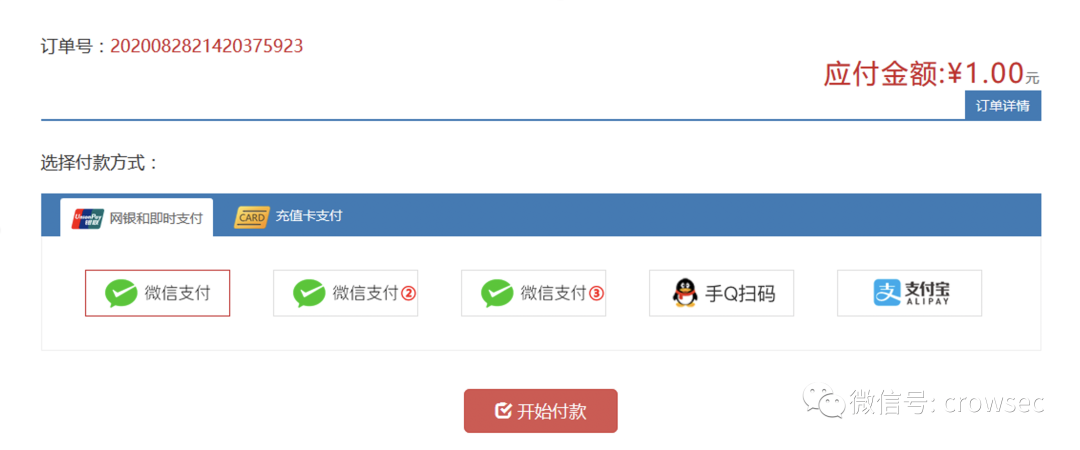 订单号：2020082821420375923
应付金额:¥1.00元
订单详情
选择付款方式：
UnionPay 银联 网银和即时支付 CARD 充值卡支付
微信支付 微信支付② 微信支付③ 手Q扫码 支 支付宝 ALIPAY
开始付款
微信号: crowsec